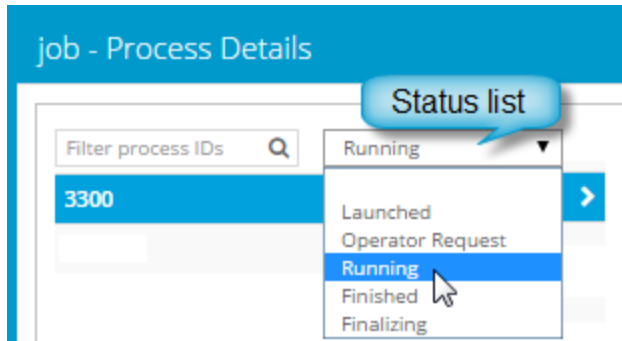 job - Process Details
Status list
Filter process IDs
Running
3300
Launched
Operator Request
Running
Finished
Finalizing